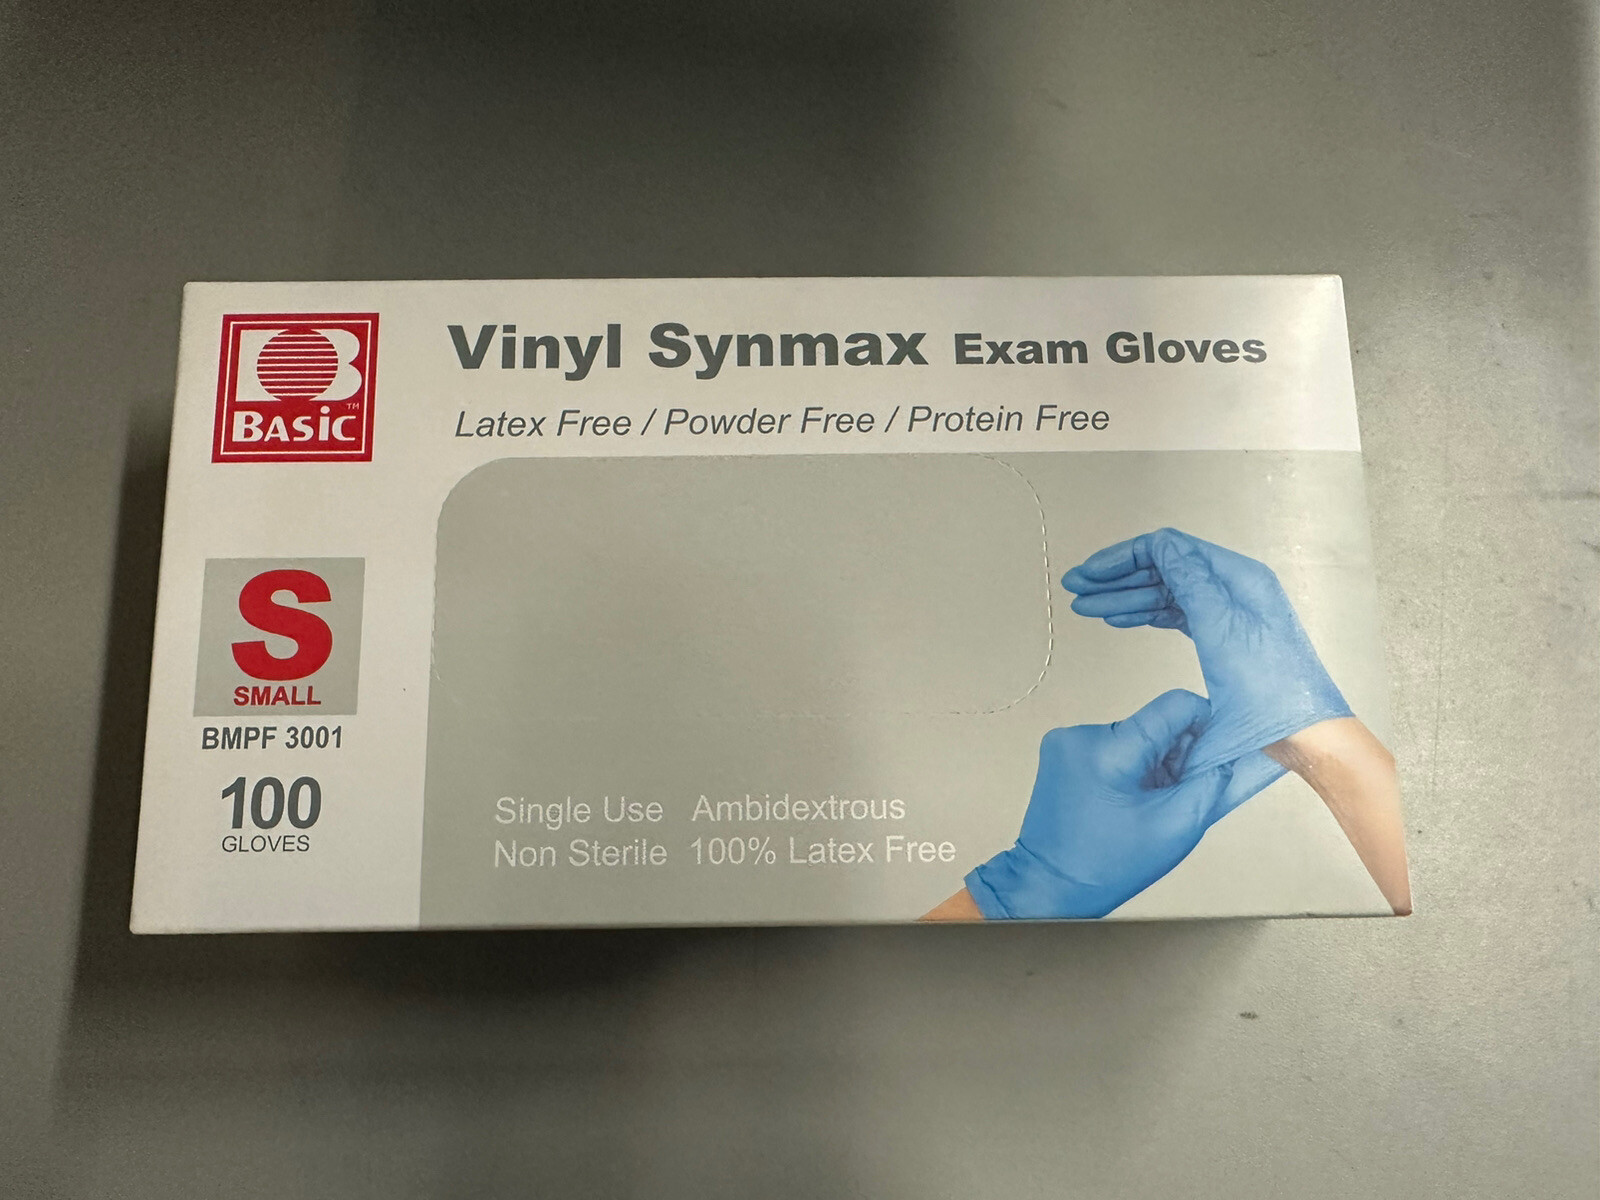 BASiC™
Vinyl Synmax Exam Gloves
Latex Free / Powder Free / Protein Free
S
SMALL
BMPF 3001
100
GLOVES
Single Use Ambidextrous
Non Sterile 100% Latex Free